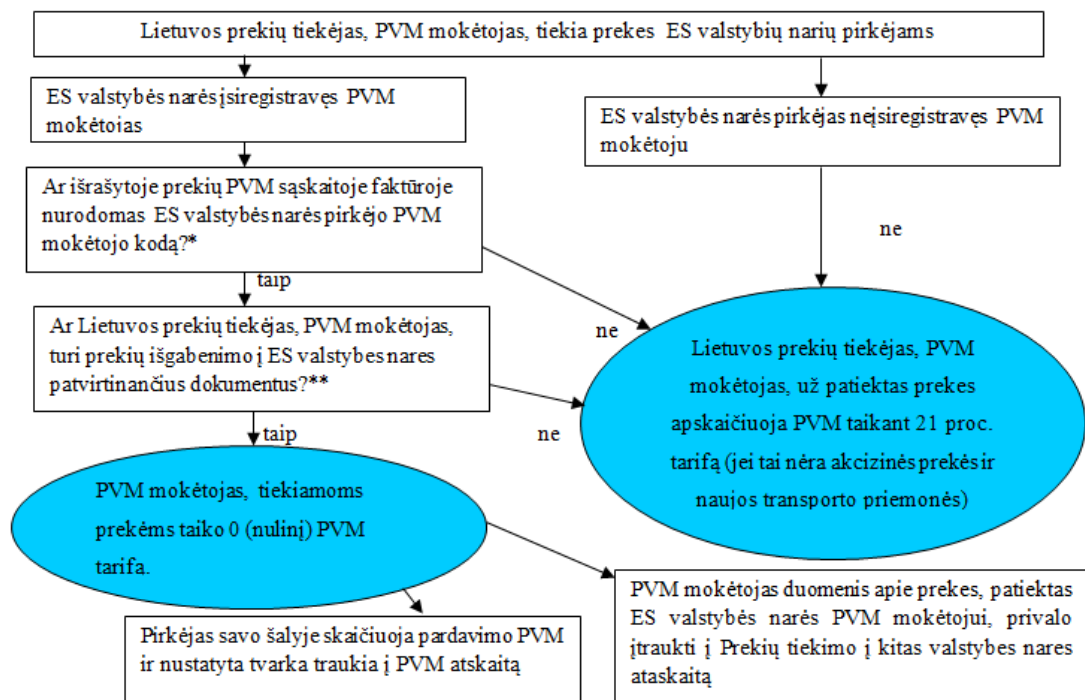 Lietuvos prekių tiekėjas, PVM mokėtojas, tiekia prekes ES valstybių narių pirkėjams
ES valstybės narės įsiregistravęs PVM
mokėtojas
ES valstybės narės pirkėjas neįsiregistravęs PVM
mokėtoju
Ar išrašytoje prekių PVM sąskaitoje faktūroje
nurodomas ES valstybės narės pirkėjo PVM
mokėtojo kodą?*
ne
taip
Ar Lietuvos prekių tiekėjas, PVM mokėtojas,
turi prekių išgabenimo į ES valstybes nares
patvirtinančius dokumentus?**
ne
Lietuvos prekių tiekėjas, PVM
mokėtojas, už patiektas prekes
apskaičiuoja PVM taikant 21 proc.
tarifą (jei tai nėra akcizinės prekės ir
naujos transporto priemonės)
taip
ne
PVM mokėtojas, tiekiamoms
prekėms taiko 0 (nulinį) PVM
tarifą.
PVM mokėtojas duomenis apie prekes, patiektas
ES valstybės narės PVM mokėtojui, privalo
įtraukti į Prekių tiekimo į kitas valstybes nares
ataskaitą
Pirkėjas savo šalyje skaičiuoja pardavimo PVM
ir nustatyta tvarka traukia į PVM atskaitą